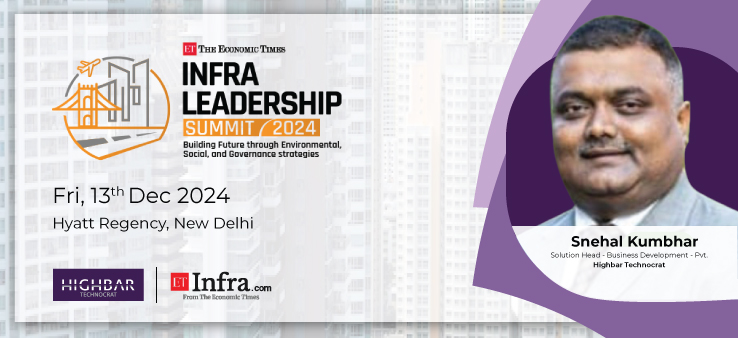 ET THE ECONOMIC TIMES
INFRA
LEADERSHIP
SUMMIT / 2024
Building Future through Environmental,
Social, and Governance strategies
Fri, 13th Dec 2024
Hyatt Regency, New Delhi
HIGHBAR
TECHNOCRAT
ET Infra.com
From The Economic Times
Snehal Kumbhar
Solution Head - Business Development - Pvt.
Highbar Technocrat